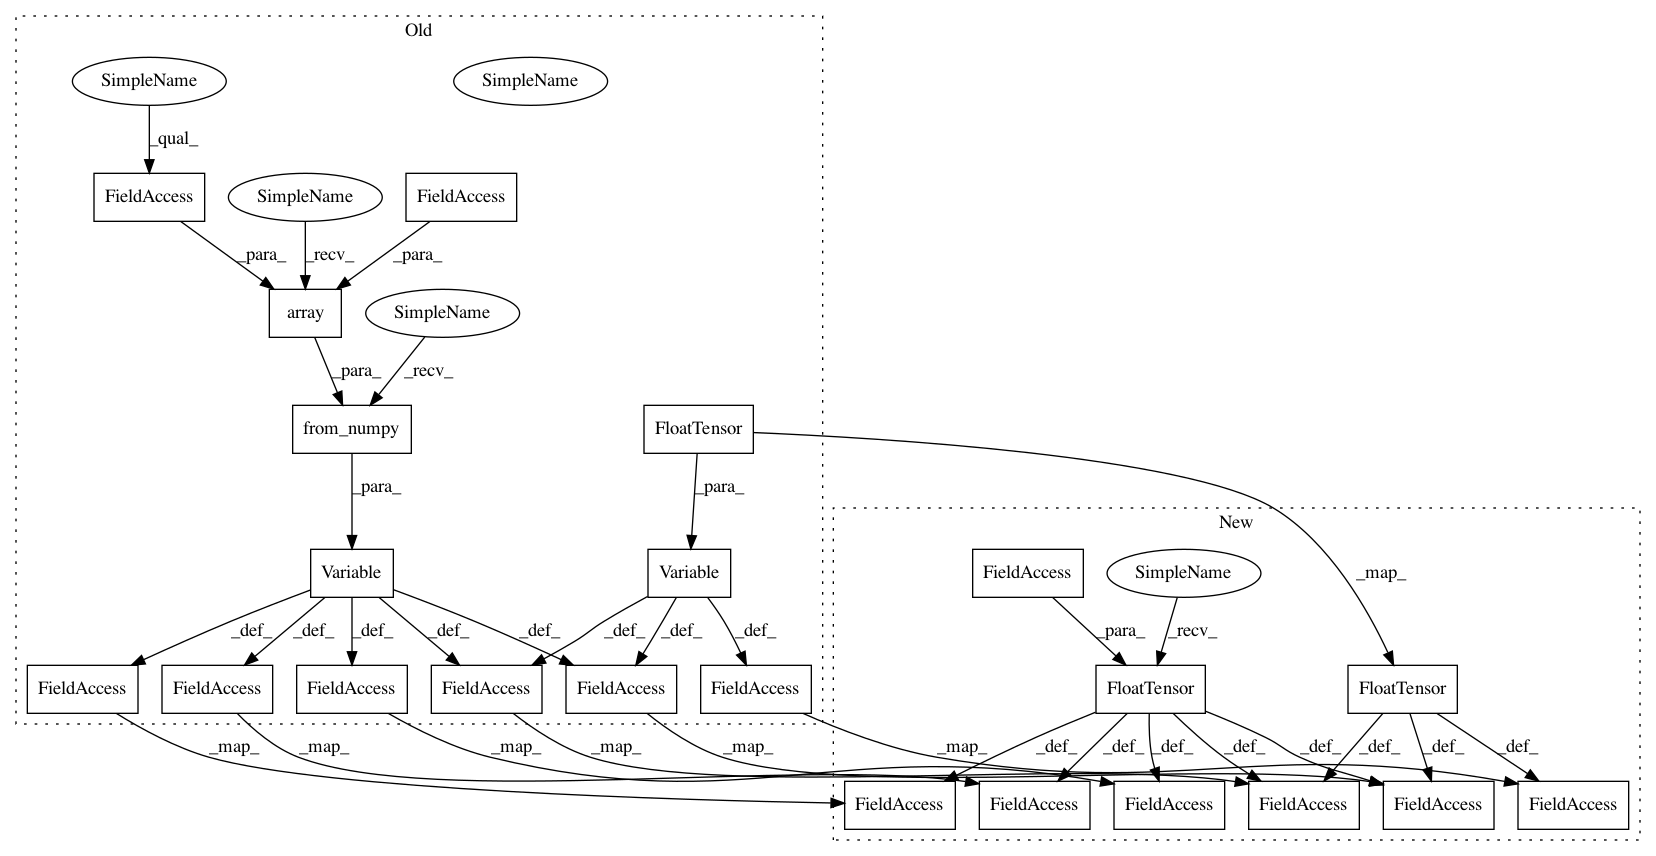 Old
SimpleName
SimpleName
_qual_
FieldAccess
SimpleName
FieldAccess
_para_
_recv_
_para_
array
SimpleName
_para_
_recv_
from_numpy
FloatTensor
_para_
_para_
New
Variable
Variable
FieldAccess
SimpleName
_map_
_def_
_def_
_def_
_def_
_def_
_def_
_def_
_def_
_para_
_recv_
FieldAccess
FieldAccess
FieldAccess
FieldAccess
FieldAccess
FieldAccess
FloatTensor
FloatTensor
_map_
_map_
_map_
_map_
_map_
_map_
_def_
_def_
_def_
_def_
_def_
_def_
_def_
_def_
FieldAccess
FieldAccess
FieldAccess
FieldAccess
FieldAccess
FieldAccess